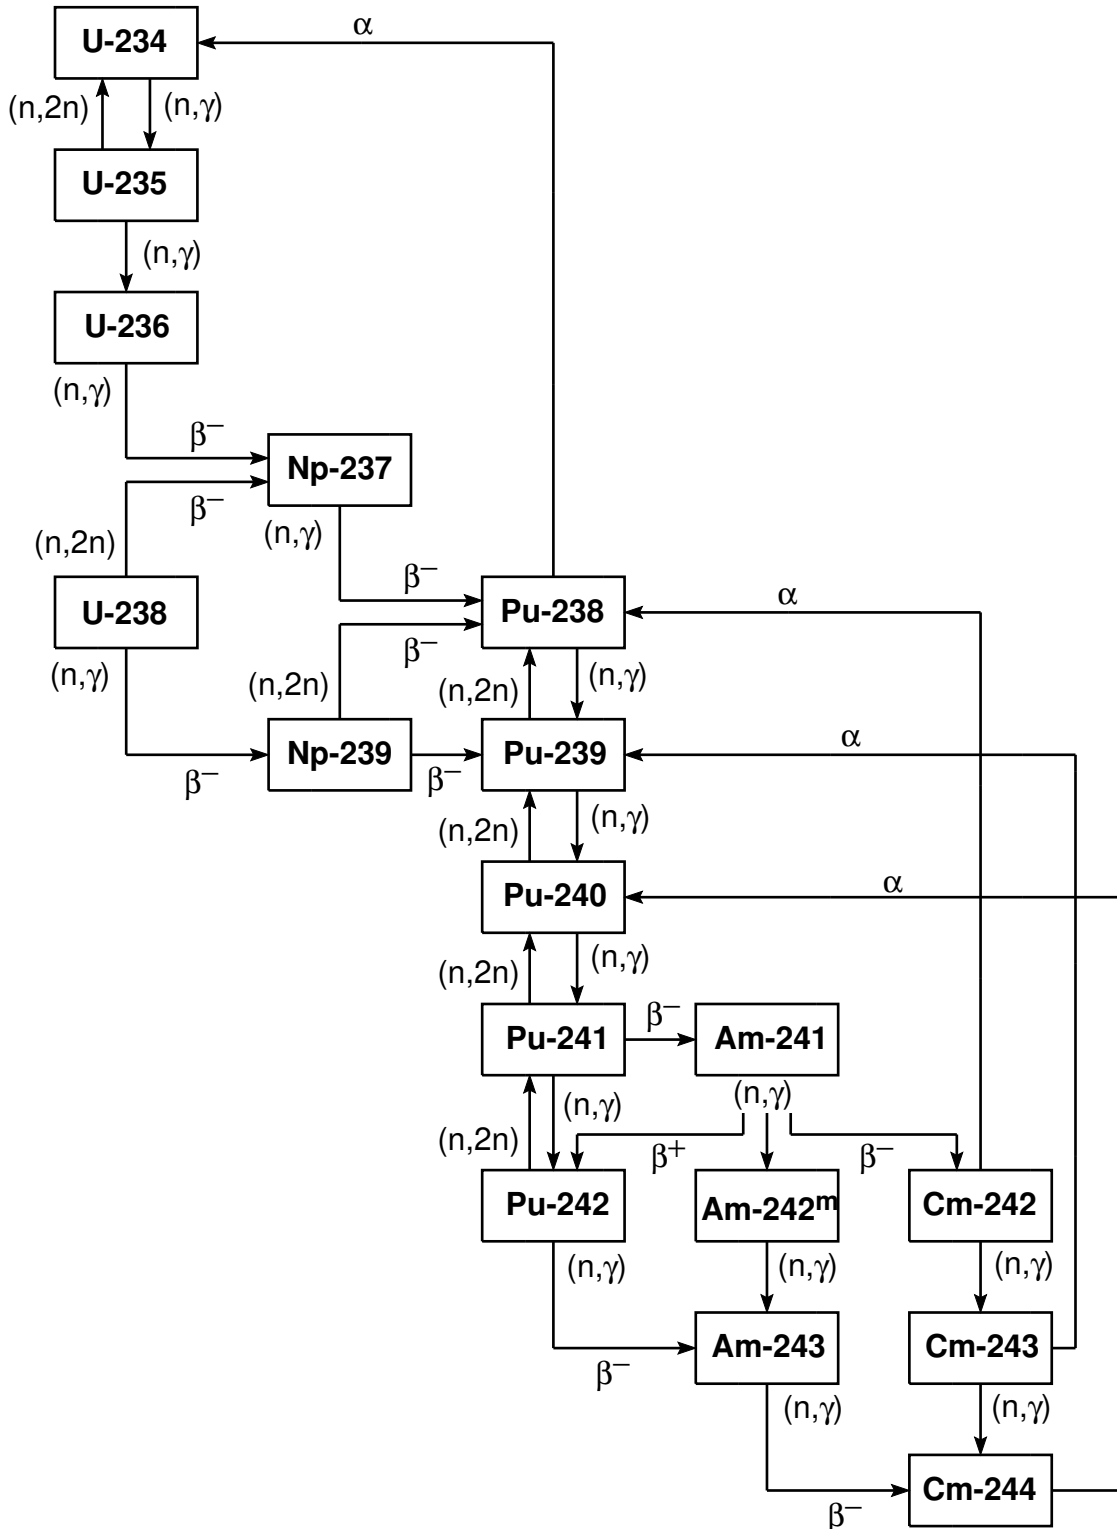 α
U-234
(n,2n) (n,γ)
U-235
(n,γ)
U-236
(n,γ)
β−
Np-237
β−
(n,γ)
(n,2n)
β−
U-238
Pu-238
α
β−
(n,γ)
(n,2n)
(n,2n)
(n,γ)
Np-239
Pu-239
α
β−
β−
(n,2n)
(n,γ)
Pu-240
α
(n,2n)
(n,γ)
β−
Pu-241
Am-241
(n,γ)
(n,γ)
(n,2n)
β+
β−
Pu-242
Am-242m
Cm-242
(n,γ)
(n,γ)
(n,γ)
Am-243
Cm-243
β−
(n,γ)
(n,γ)
Cm-244
β−